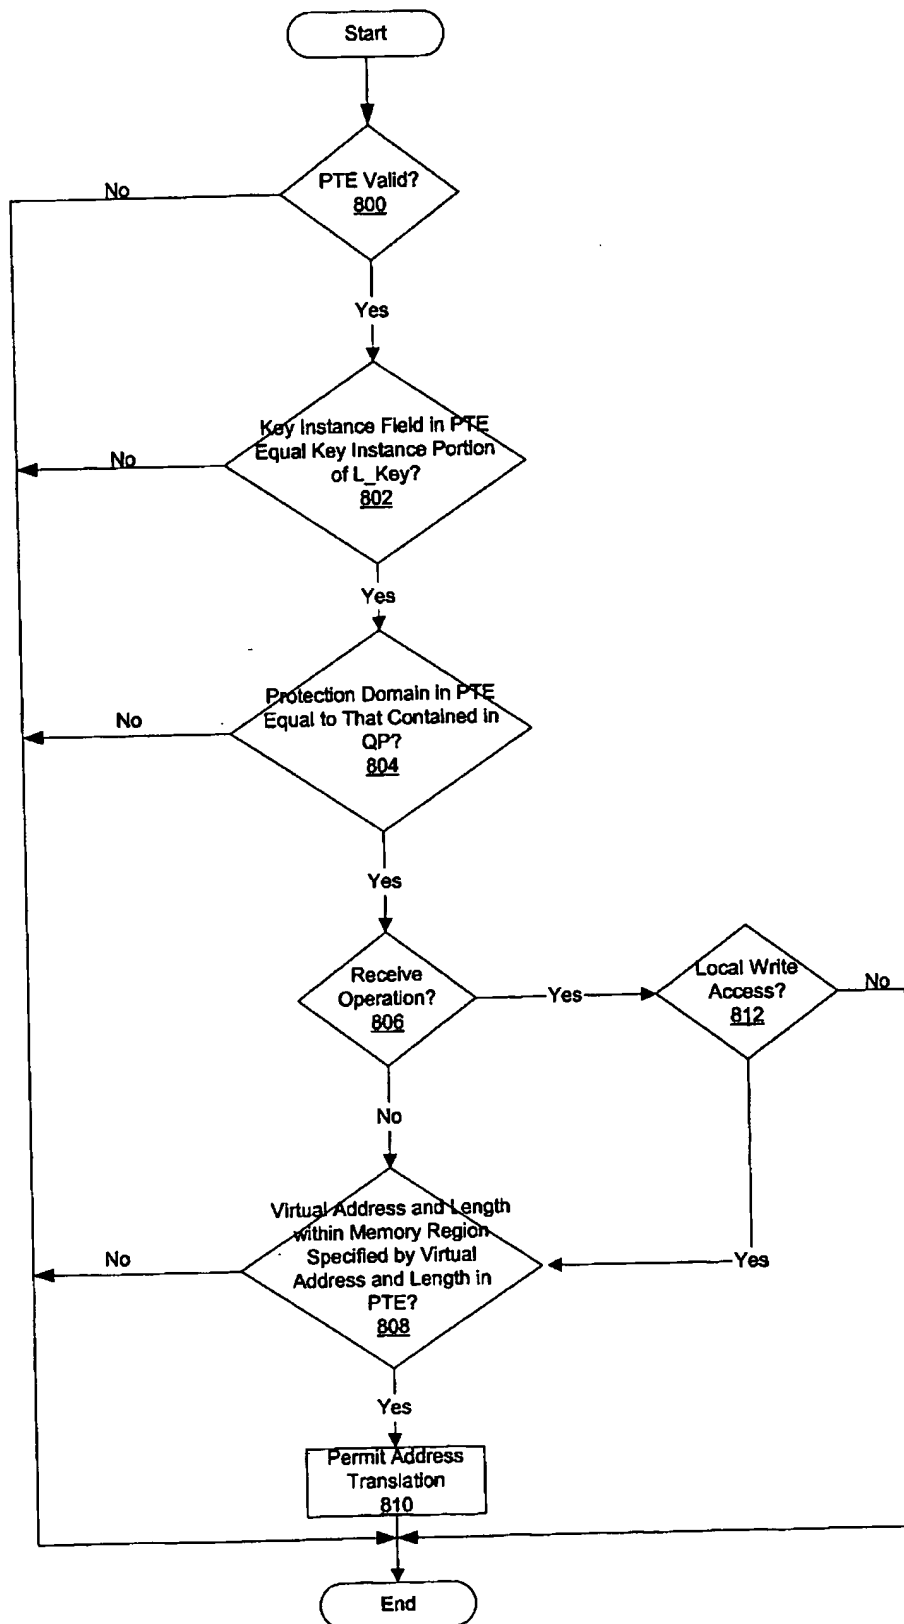 Start
PTE Valid?
800
No
Yes
Key Instance Field in PTE
Equal Key Instance Portion
of L_Key?
802
No
Yes
Protection Domain in PTE
Equal to That Contained in
QP?
804
No
Yes
Receive
Operation?
806
Yes
Local Write
Access?
812
No
No
Virtual Address and Length
within Memory Region
Specified by Virtual
Address and Length in
PTE?
808
No
Yes
Yes
Permit Address
Translation
810
End